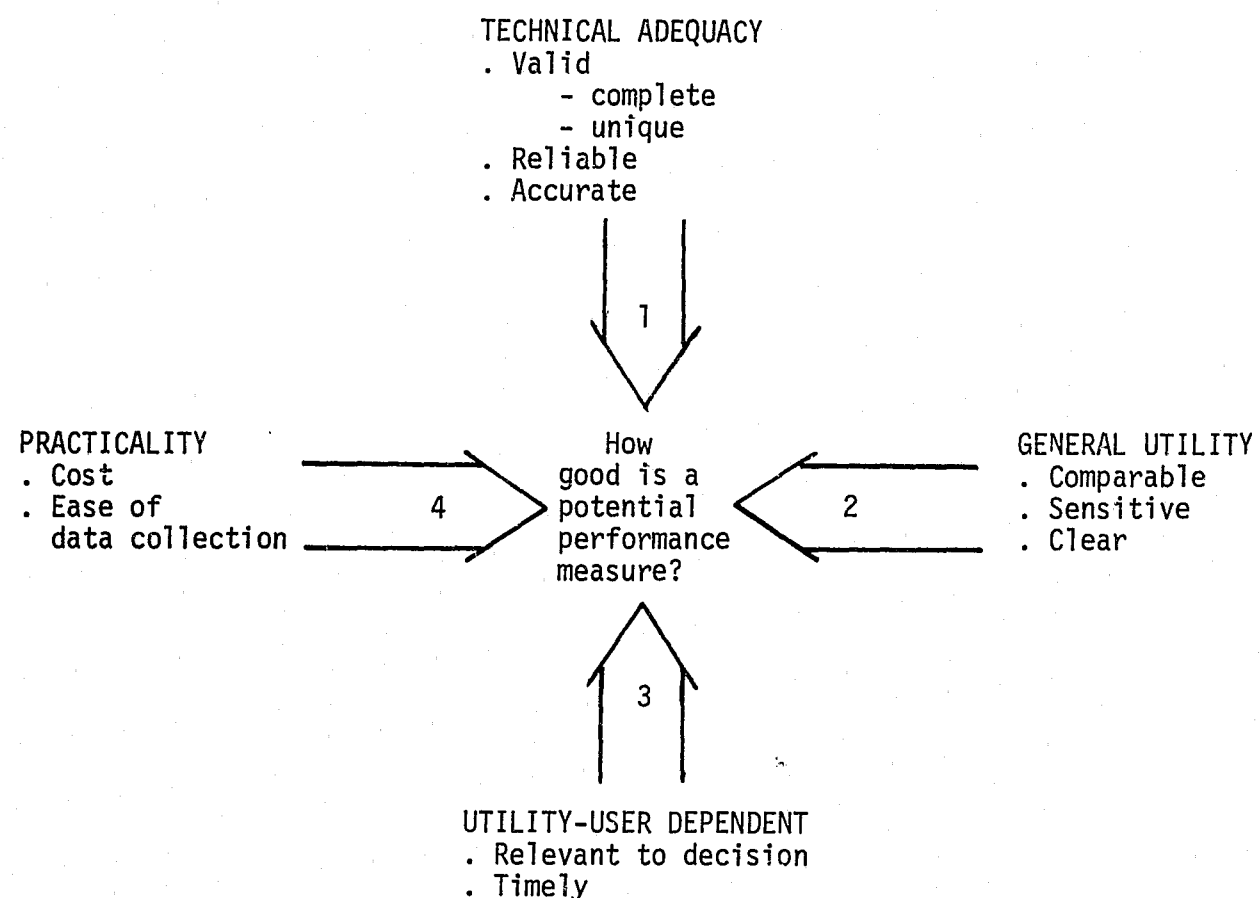 TECHNICAL ADEQUACY
. Valid
- complete
- unique
. Reliable
. Accurate
1
PRACTICALITY
. Cost
. Ease of
data collection
4
How
good is a
potential
performance
measure?
2
GENERAL UTILITY
. Comparable
. Sensitive
. Clear
3
UTILITY-USER DEPENDENT
. Relevant to decision
. Timely